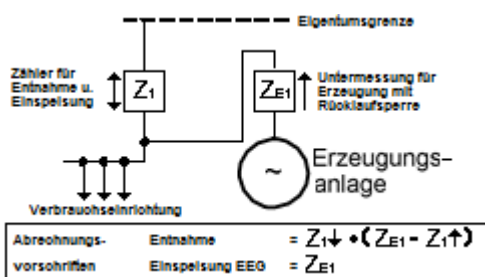 Eigentumsgrenze
Zähler für
Entnahme u.
Einspeisung
Z1
ZE1
Untermessung für
Erzeugung mit
Rücklaufsperre
~
Erzeugungs-
anlage
Verbrauchseinrichtung
Abrechnungs- Entnahme = Z1↓ •(ZE1 - Z1↑)
vorschriften Einspeisung EEG = ZE1